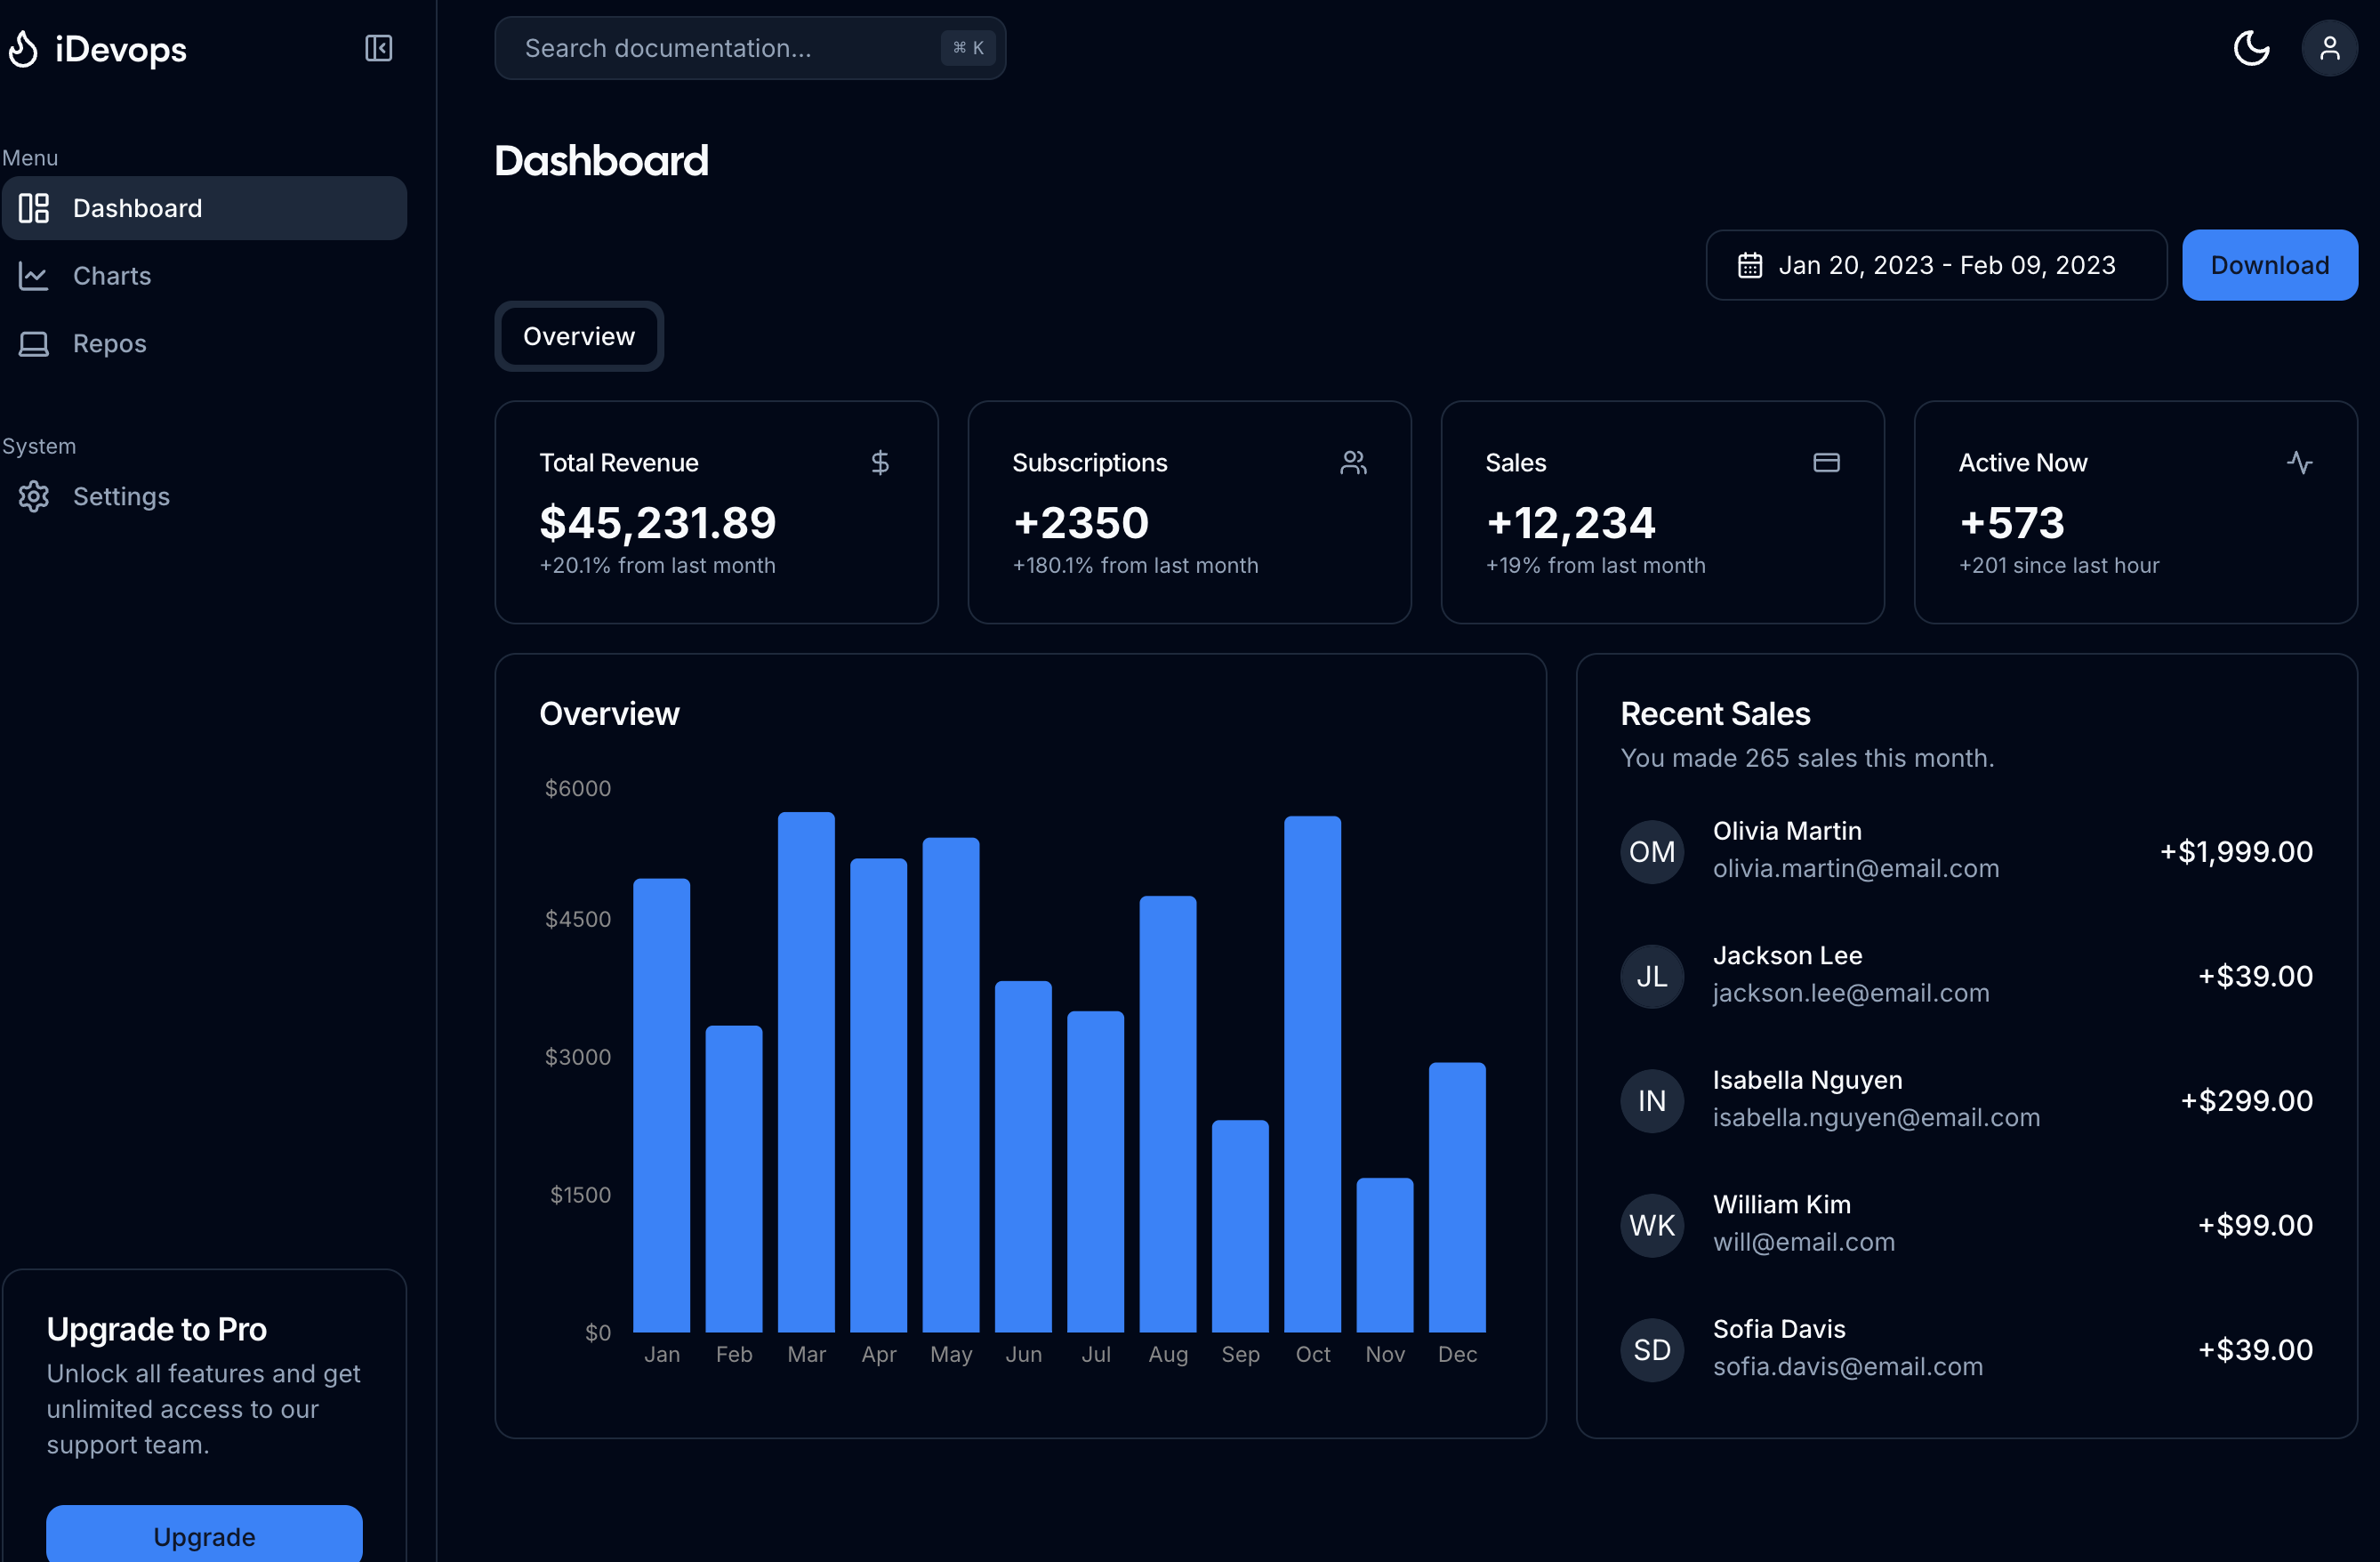 iDevops
Search documentation...
⌘ K
Menu
Dashboard
Charts
Repos
System
Settings
Upgrade to Pro
Unlock all features and get
unlimited access to our
support team.
Upgrade
Dashboard
Jan 20, 2023 - Feb 09, 2023
Download
Overview
Total Revenue
$45,231.89
+20.1% from last month
Subscriptions
+2350
+180.1% from last month
Sales
+12,234
+19% from last month
Active Now
+573
+201 since last hour
Overview
$6000
$4500
$3000
$1500
$0
Jan Feb Mar Apr May Jun Jul Aug Sep Oct Nov Dec
Recent Sales
You made 265 sales this month.
OM
Olivia Martin
olivia.martin@email.com
+$1,999.00
JL
Jackson Lee
jackson.lee@email.com
+$39.00
IN
Isabella Nguyen
isabella.nguyen@email.com
+$299.00
WK
William Kim
will@email.com
+$99.00
SD
Sofia Davis
sofia.davis@email.com
+$39.00